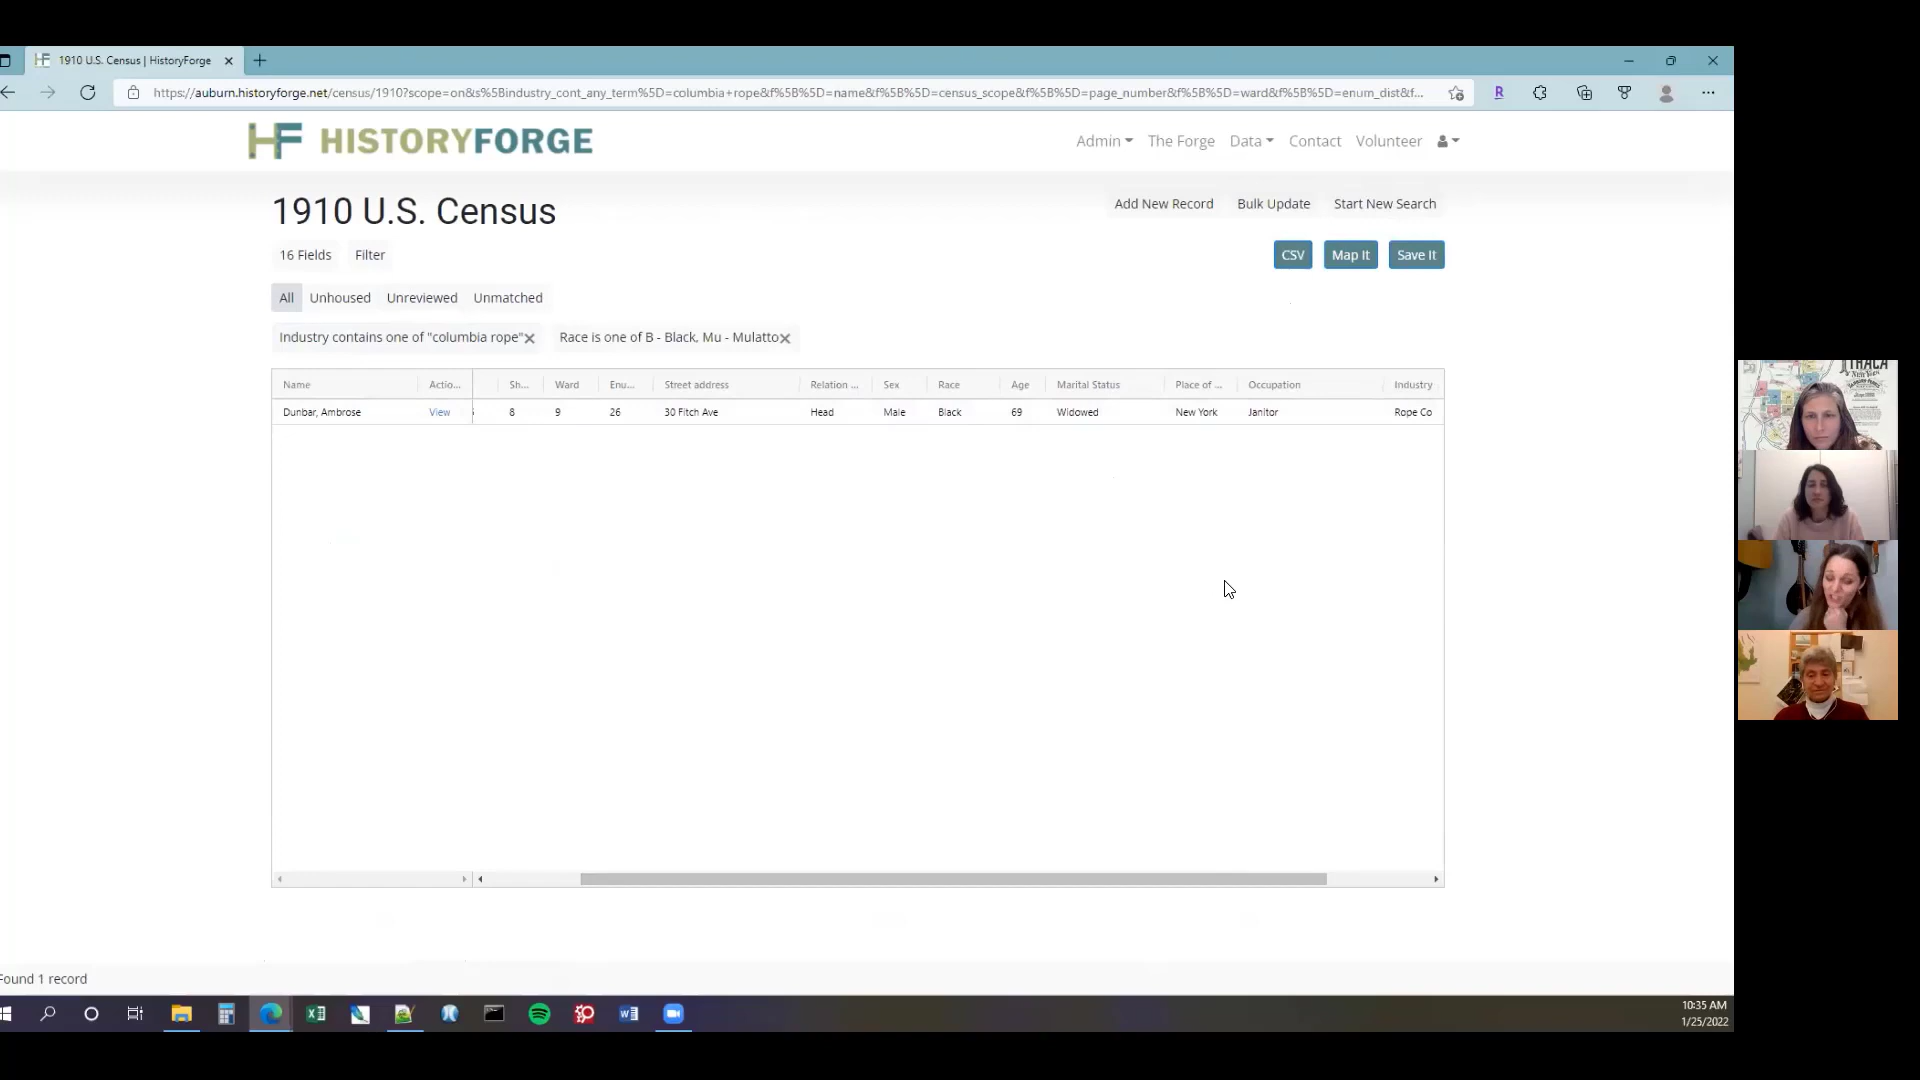 1910 U.S. Census | HistoryForge
https://auburn.historyforge.net/census/1910?scope=on&s%5Bindustry_cont_any_term%5D=columbia+rope&f%5B%5D=name&f%5B%5D=census_scope&f%5B%5D=page_number&f%5B%5D=ward&f%5B%5D=enum_dist&f...
HF HISTORYFORGE
Admin The Forge Data Contact Volunteer
1910 U.S. Census
Add New Record Bulk Update Start New Search
16 Fields Filter
CSV Map It Save It
All Unhoused Unreviewed Unmatched
Industry contains one of "columbia rope" Race is one of B - Black, Mu - Mulatto
Name Actio... Sh... Ward Enu... Street address Relation ... Sex Race Age Marital Status Place of ... Occupation Industry
Dunbar, Ambrose View 8 9 26 30 Fitch Ave Head Male Black 69 Widowed New York Janitor Rope Co
Found 1 record
10:35 AM
1/25/2022
ITHACA
NEW YORK